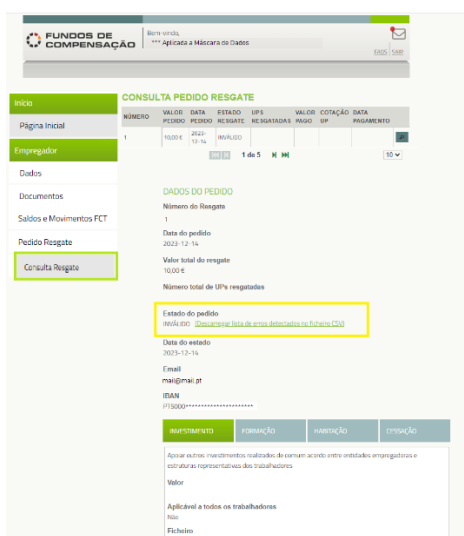 FUNDOS DE
COMPENSAÇÃO
Bem-vindo,
*** Aplicada a Máscara de Dados
FAQS SAIR
Início
Página Inicial
Empregador
Dados
Documentos
Saldos e Movimentos FCT
Pedido Resgate
Consulta Resgate
CONSULTA PEDIDO RESGATE
NÚMERO VALOR PEDIDO DATA PEDIDO ESTADO RESGATE UPS RESGATADAS VALOR PAGO COTAÇÃO UP DATA PAGAMENTO
1 10,00 € 2023-12-14 INVÁLIDO
1 de 5 10
DADOS DO PEDIDO
Número do Resgate
1
Data do pedido
2023-12-14
Valor total do resgate
10,00 €
Número total de UPs resgatadas
Estado do pedido
INVÁLIDO (Descarregar lista de erros detectados no ficheiro CSV)
Data do estado
2023-12-14
Email
mail@mail.pt
IBAN
PT5000**********************
INVESTIMENTO FORMAÇÃO HABITAÇÃO CESSAÇÃO
Apoiar outros investimentos realizados de comum acordo entre entidades empregadoras e
estruturas representativas dos trabalhadores
Valor
Aplicável a todos os trabalhadores
Não
Ficheiro